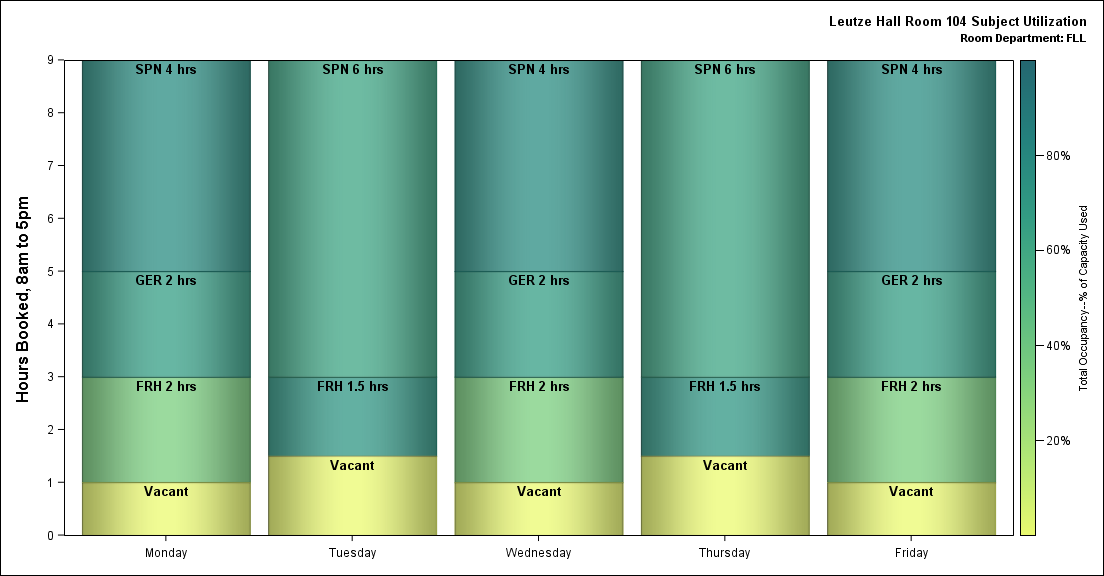 Leutze Hall Room 104 Subject Utilization
Room Department: FLL
Hours Booked, 8am to 5pm
9
8
7
6
5
4
3
2
1
0
SPN 4 hrs
GER 2 hrs
FRH 2 hrs
Vacant
SPN 6 hrs
FRH 1.5 hrs
Vacant
SPN 4 hrs
GER 2 hrs
FRH 2 hrs
Vacant
SPN 6 hrs
FRH 1.5 hrs
Vacant
SPN 4 hrs
GER 2 hrs
FRH 2 hrs
Vacant
Monday
Tuesday
Wednesday
Thursday
Friday
80%
60%
40%
20%
Total Occupancy--% of Capacity Used